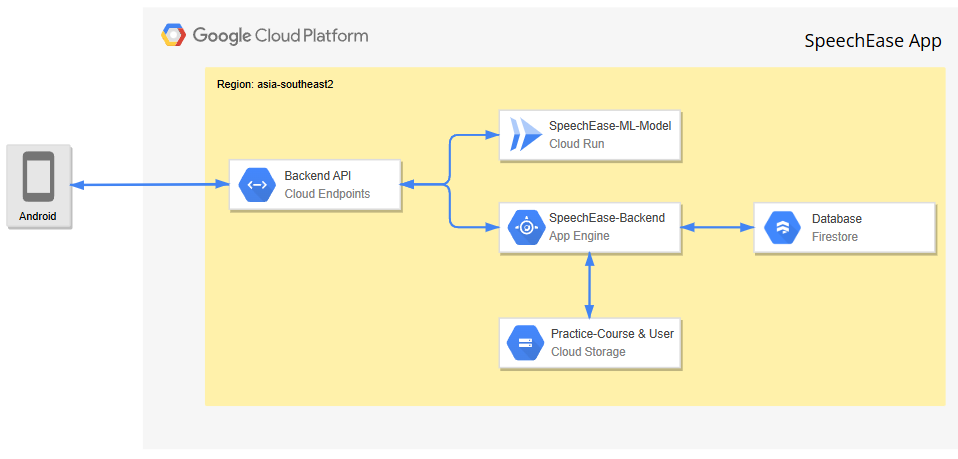 Google Cloud Platform
SpeechEase App
Region: asia-southeast2
SpeechEase-ML-Model
Cloud Run
Backend API
Cloud Endpoints
Android
SpeechEase-Backend
App Engine
Database
Firestore
Practice-Course & User
Cloud Storage